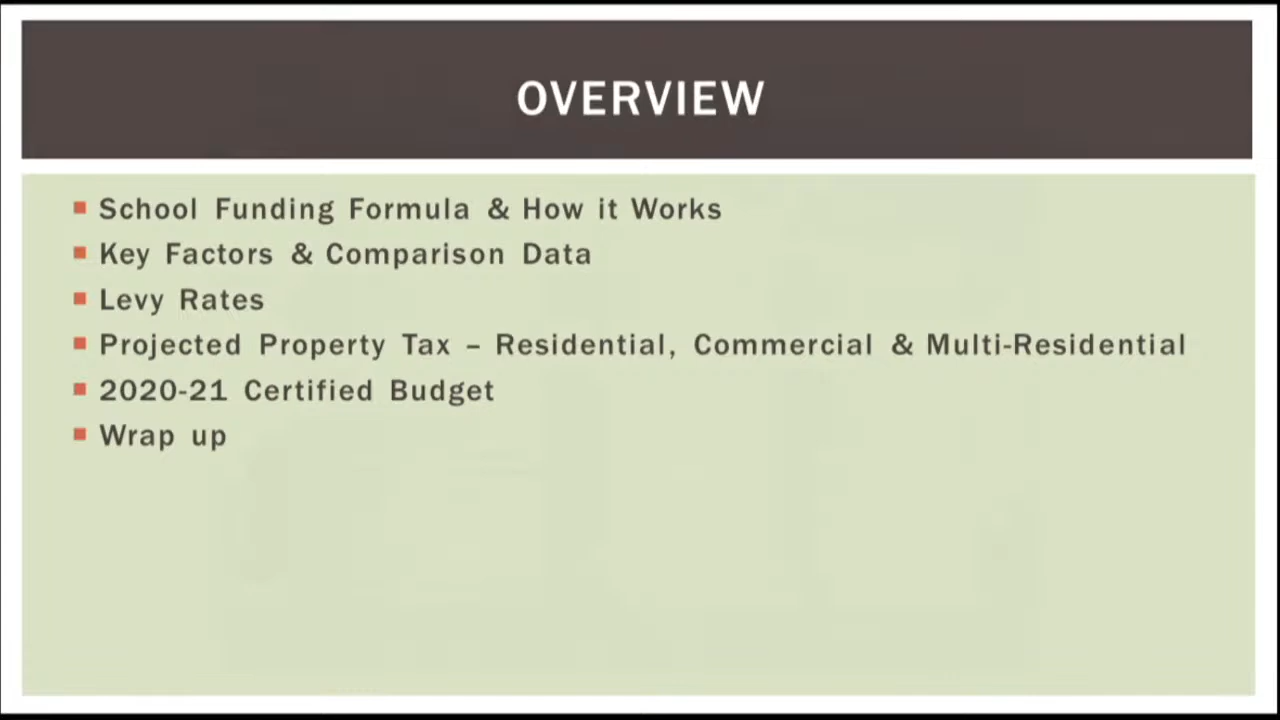 OVERVIEW
School Funding Formula & How it Works
Key Factors & Comparison Data
Levy Rates
Projected Property Tax – Residential, Commercial & Multi-Residential
2020-21 Certified Budget
Wrap up